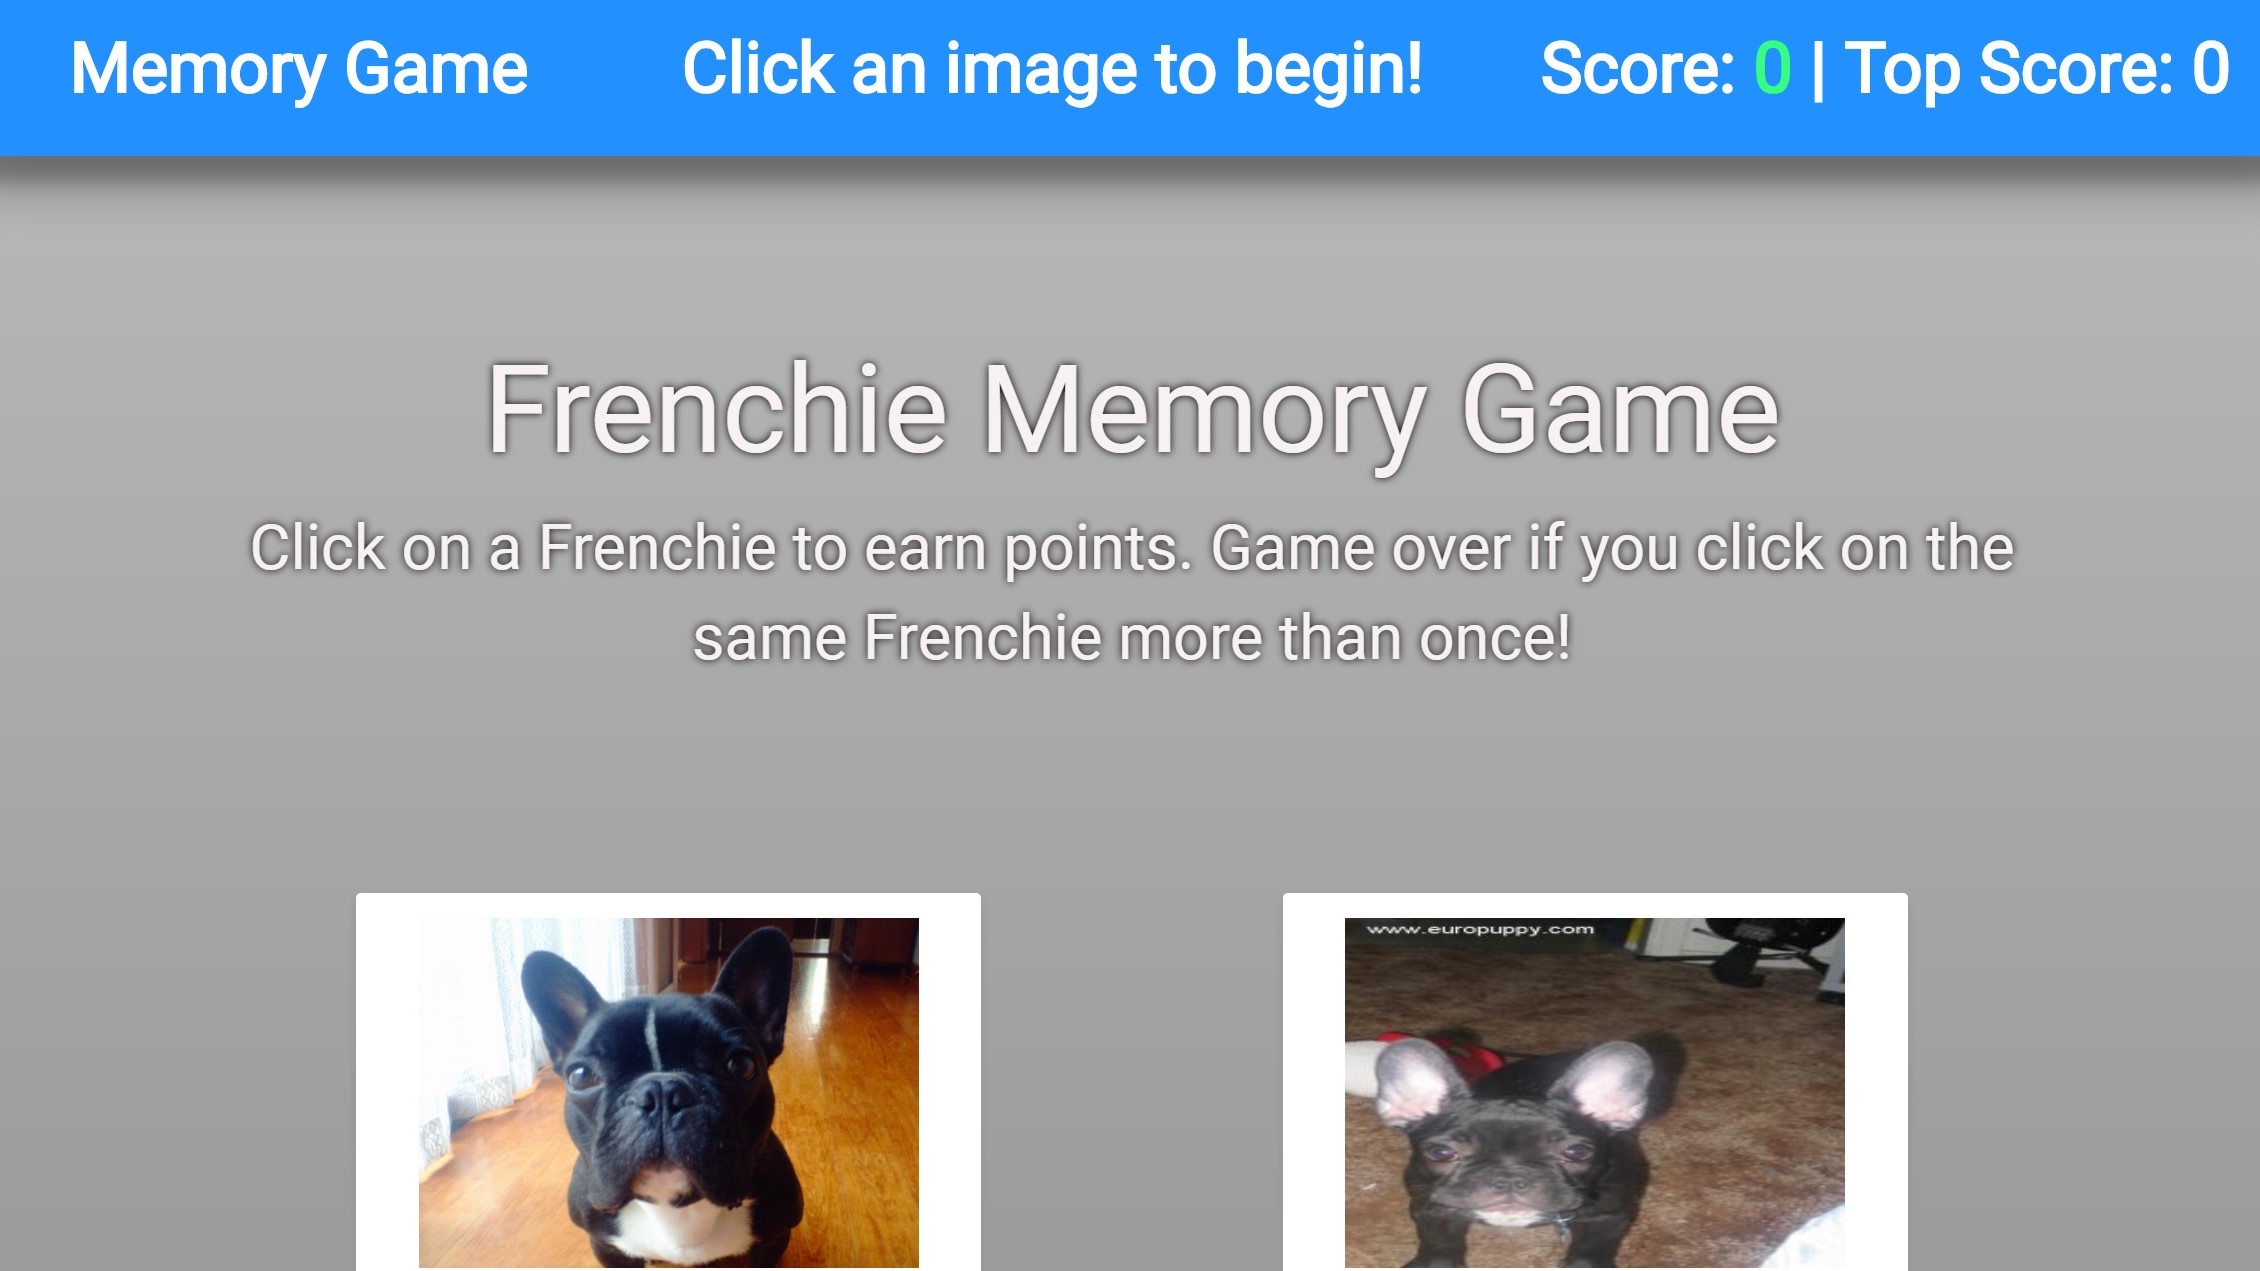 Memory Game
Click an image to begin!
Score: 0 | Top Score: 0
Frenchie Memory Game
Click on a Frenchie to earn points. Game over if you click on the
same Frenchie more than once!
www.europuppy.com